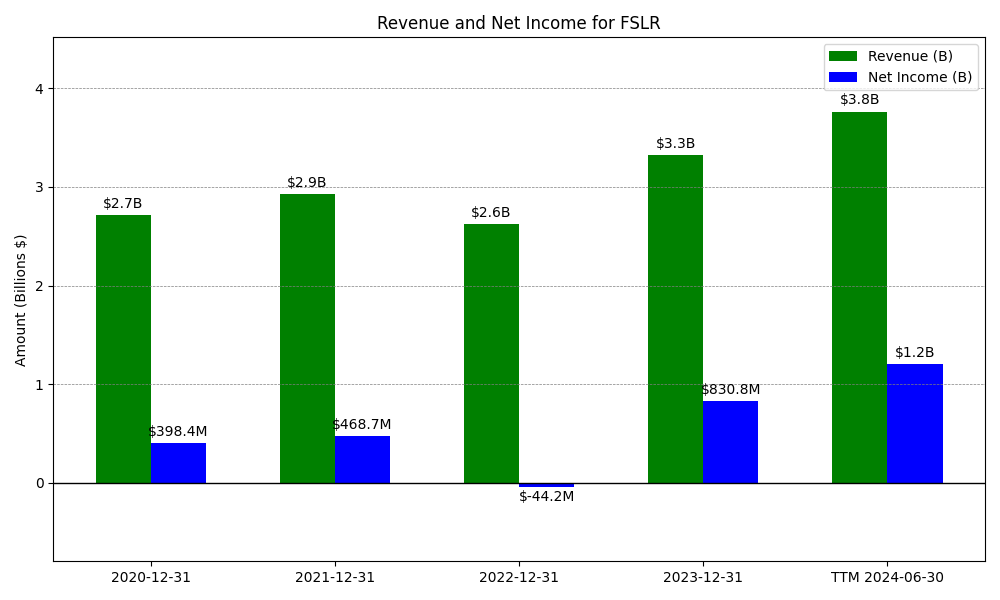 Revenue and Net Income for FSLR
Revenue (B)
Net Income (B)
Amount (Billions $)
4
3
2
1
0
$2.7B
$398.4M
$2.9B
$468.7M
$2.6B
$-44.2M
$3.3B
$830.8M
$3.8B
$1.2B
2020-12-31
2021-12-31
2022-12-31
2023-12-31
TTM 2024-06-30